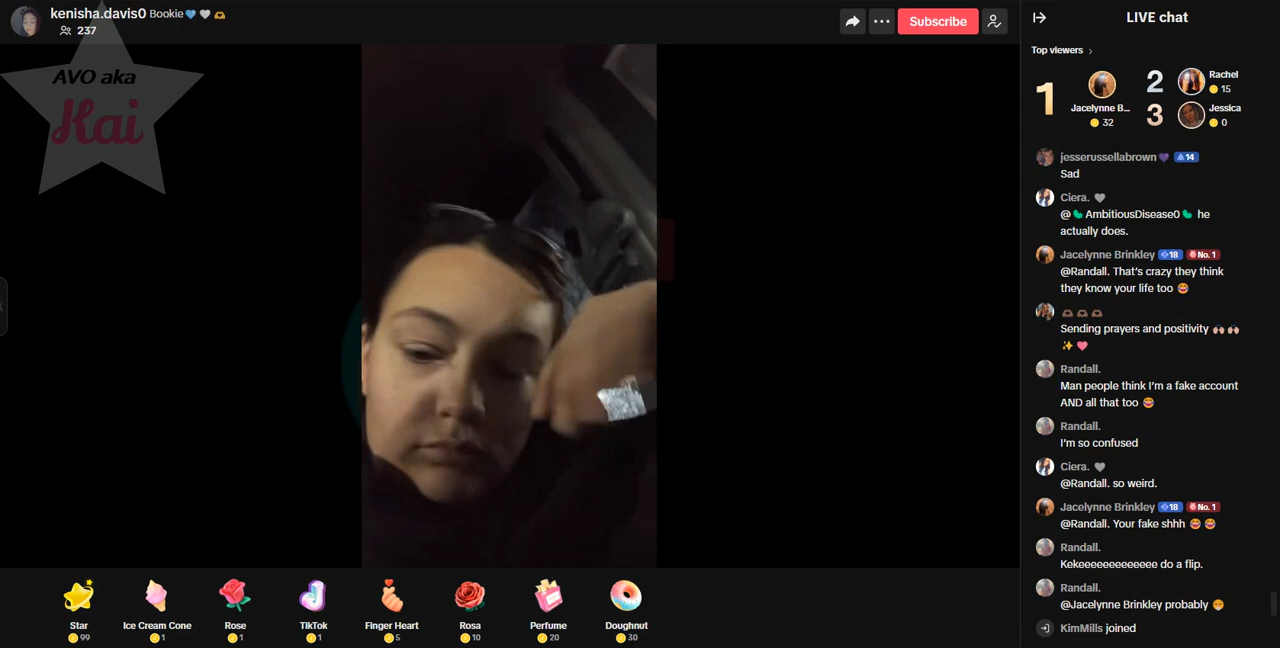 kenisha.davis0 Bookie💙🤍🫶
237
Subscribe
AVO aka
Kai
Star
99
Ice Cream Cone
1
Rose
1
TikTok
1
Finger Heart
5
Rosa
10
Perfume
20
Doughnut
30
LIVE chat
Top viewers
1
Jacelynne B...
32
2
Rachel
15
3
Jessica
0
jesserussellabrown💜 14
Sad
Ciera. 🩶
@🦠AmbitiousDisease0🦠 he
actually does.
Jacelynne Brinkley 18 No. 1
@Randall. That's crazy they think
they know your life too 😂
🫶🏽🫶🏽🫶🏽
Sending prayers and positivity 🙌🏽🙌🏽
✨💗
Randall.
Man people think I'm a fake account
AND all that too 😂
Randall.
I'm so confused
Ciera. 🩶
@Randall. so weird.
Jacelynne Brinkley 18 No. 1
@Randall. Your fake shhh 😂😂
Randall.
Kekeeeeeeeeeeeee do a flip.
Randall.
@Jacelynne Brinkley probably 🤭
KimMills joined